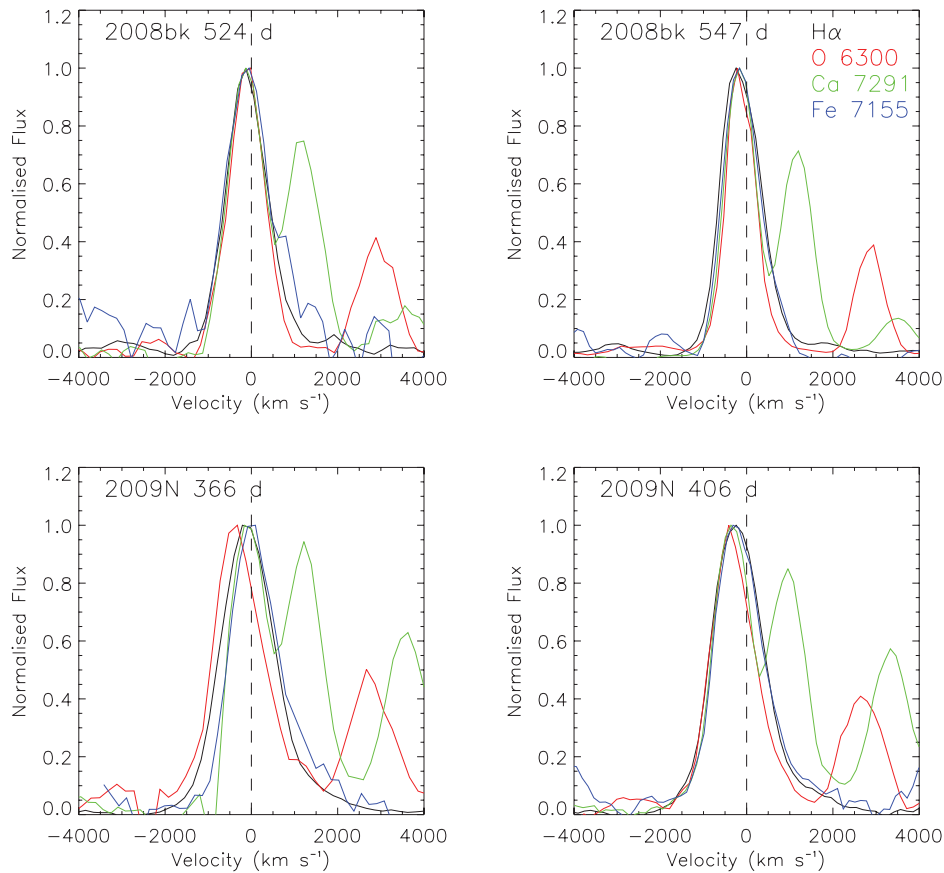 2008bk 524 d
1.2
1.0
0.8
0.6
0.4
0.2
0.0
Normalised Flux
−4000 −2000 0 2000 4000
Velocity (km s⁻¹)
2008bk 547 d
Hα
O 6300
Ca 7291
Fe 7155
1.2
1.0
0.8
0.6
0.4
0.2
0.0
Normalised Flux
−4000 −2000 0 2000 4000
Velocity (km s⁻¹)
2009N 366 d
1.2
1.0
0.8
0.6
0.4
0.2
0.0
Normalised Flux
−4000 −2000 0 2000 4000
Velocity (km s⁻¹)
2009N 406 d
1.2
1.0
0.8
0.6
0.4
0.2
0.0
Normalised Flux
−4000 −2000 0 2000 4000
Velocity (km s⁻¹)